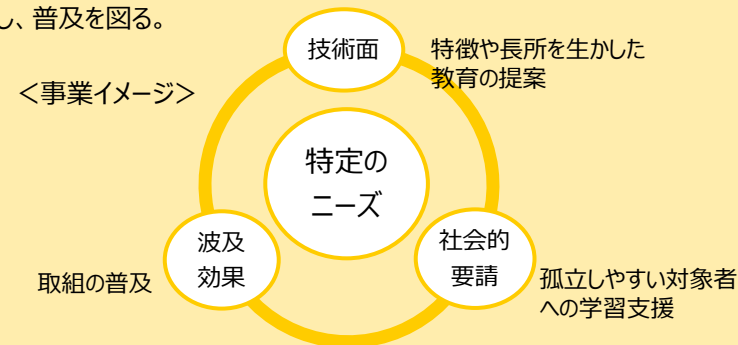 し、普及を図る。
＜事業イメージ＞
技術面
特徴や長所を生かした
教育の提案
特定の
ニーズ
波及
効果
取組の普及
社会的
要請
孤立しやすい対象者
への学習支援